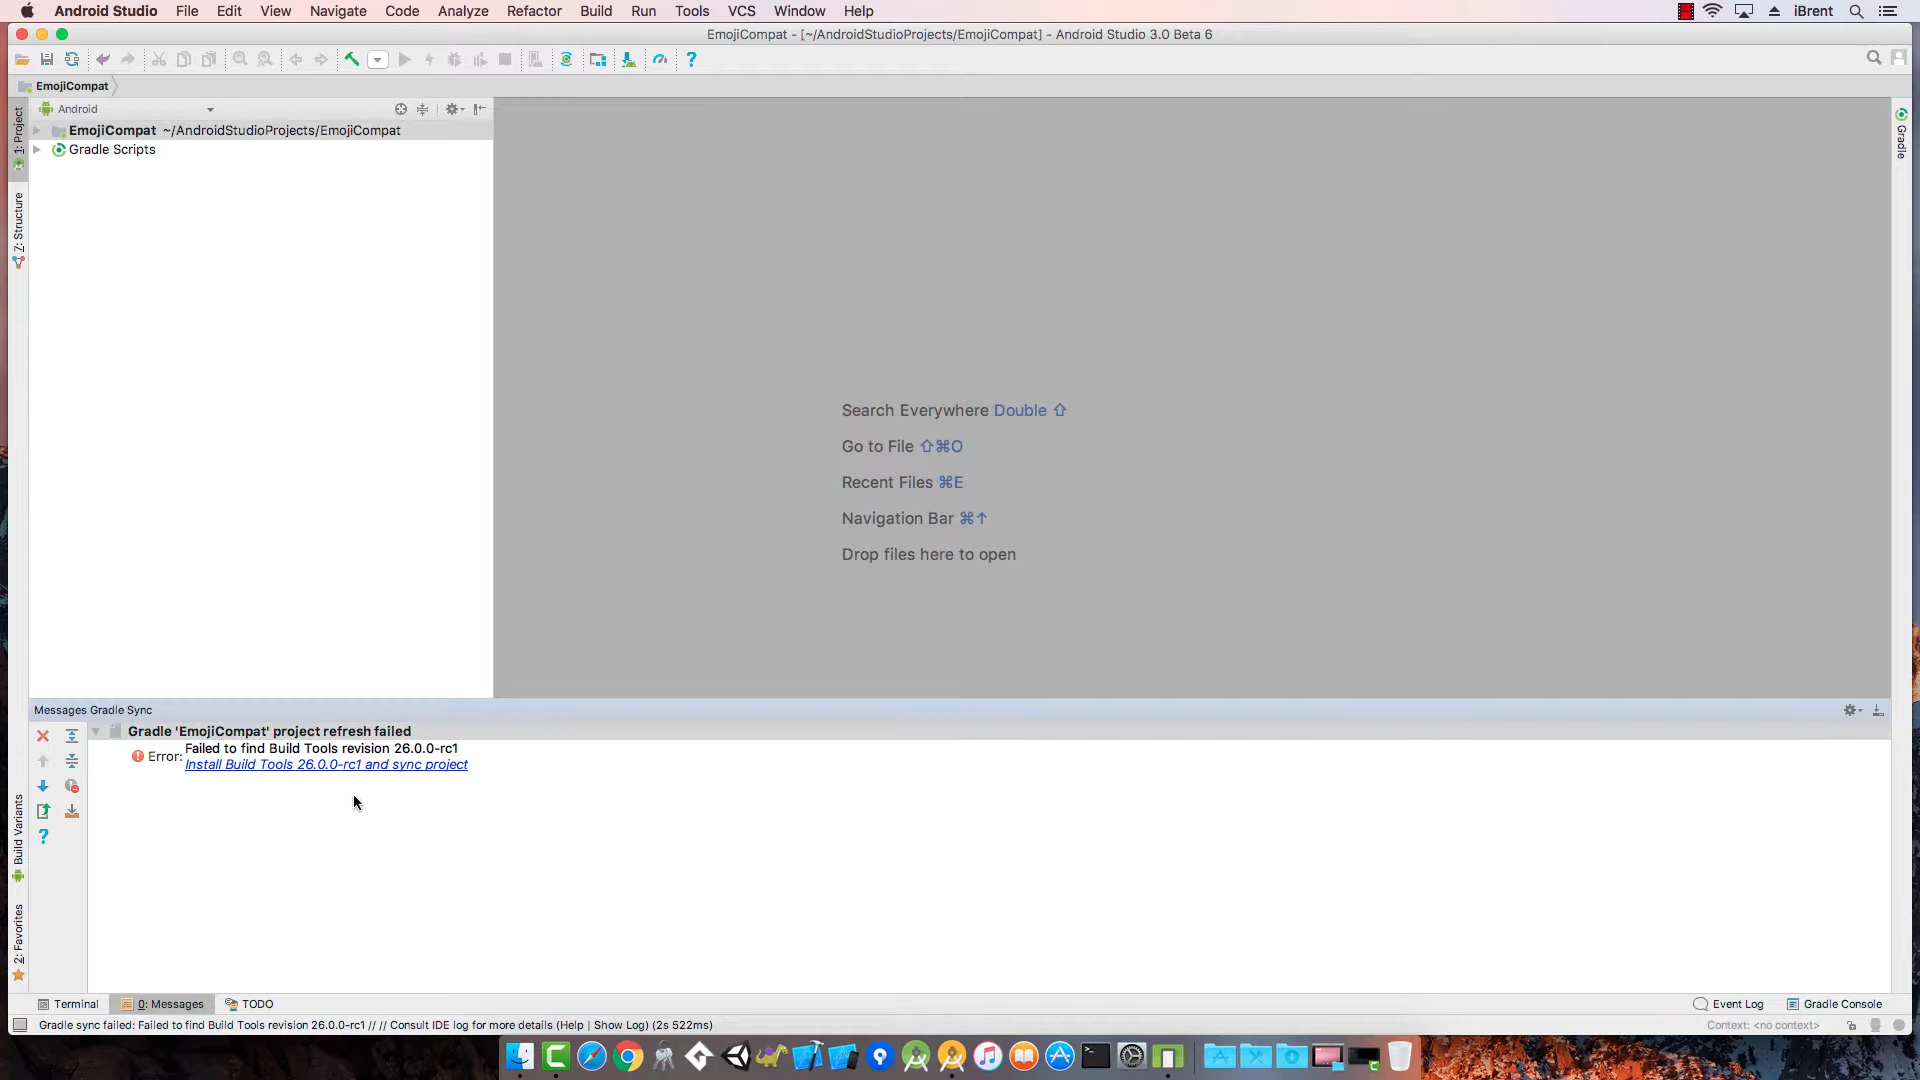 Android Studio File Edit View Navigate Code Analyze Refactor Build Run Tools VCS Window Help iBrent
EmojiCompat - [~/AndroidStudioProjects/EmojiCompat] - Android Studio 3.0 Beta 6
EmojiCompat
Android
EmojiCompat ~/AndroidStudioProjects/EmojiCompat
Gradle Scripts
1: Project
7: Structure
Build Variants
2: Favorites
Gradle
Search Everywhere Double ⇧
Go to File ⇧⌘O
Recent Files ⌘E
Navigation Bar ⌘↑
Drop files here to open
Messages Gradle Sync
Gradle 'EmojiCompat' project refresh failed
Error: Failed to find Build Tools revision 26.0.0-rc1
Install Build Tools 26.0.0-rc1 and sync project
Terminal 0: Messages TODO Event Log Gradle Console
Gradle sync failed: Failed to find Build Tools revision 26.0.0-rc1 // // Consult IDE log for more details (Help | Show Log) (2s 522ms) Context: <no context>